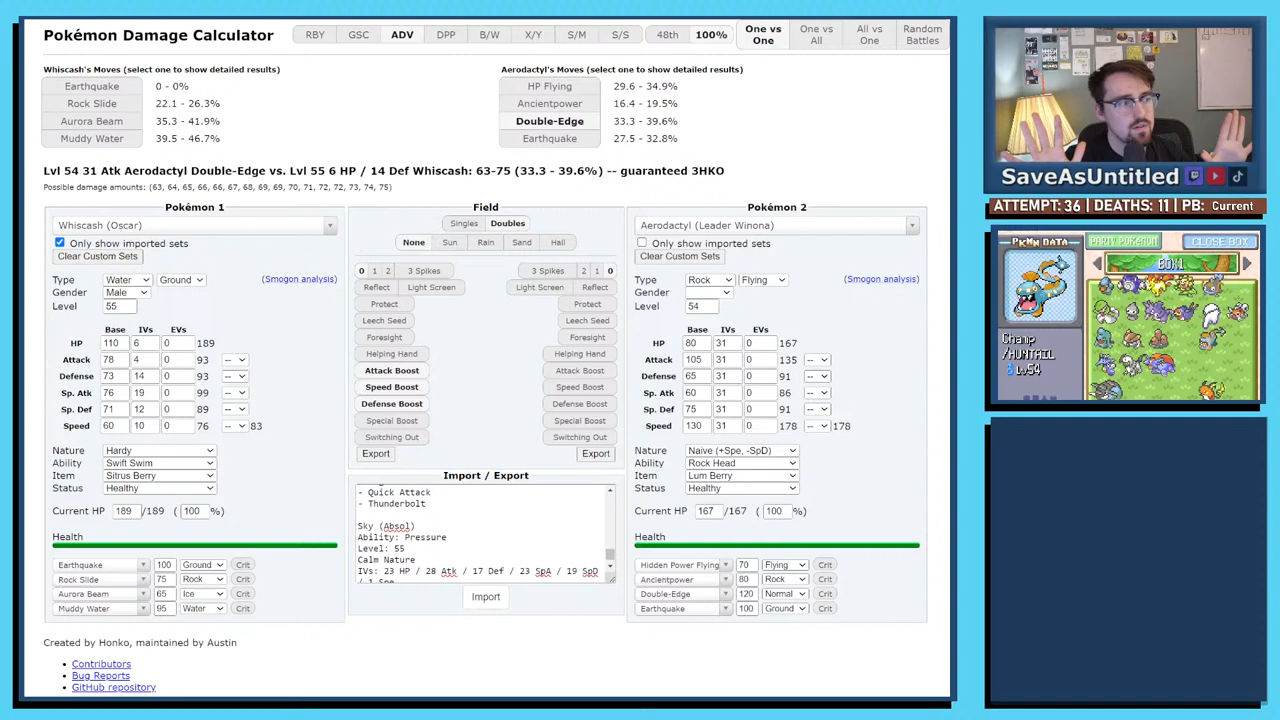 Pokémon Damage Calculator
RBY GSC ADV DPP B/W X/Y S/M S/S 48th 100% One vs One One vs All All vs One Random Battles
Whiscash's Moves (select one to show detailed results)
Earthquake 0 - 0%
Rock Slide 22.1 - 26.3%
Aurora Beam 35.3 - 41.9%
Muddy Water 39.5 - 46.7%
Aerodactyl's Moves (select one to show detailed results)
HP Flying 29.6 - 34.9%
Ancientpower 16.4 - 19.5%
Double-Edge 33.3 - 39.6%
Earthquake 27.5 - 32.8%
Lvl 54 31 Atk Aerodactyl Double-Edge vs. Lvl 55 6 HP / 14 Def Whiscash: 63-75 (33.3 - 39.6%) -- guaranteed 3HKO
Possible damage amounts: (63, 64, 65, 66, 66, 67, 68, 69, 69, 70, 71, 72, 72, 73, 74, 75)
Pokémon 1
Whiscash (Oscar)
Only show imported sets
Clear Custom Sets
Type Water Ground (Smogon analysis)
Gender Male
Level 55
Base IVs EVs
HP 110 6 0 189
Attack 78 4 0 93 --
Defense 73 14 0 93 --
Sp. Atk 76 19 0 99 --
Sp. Def 71 12 0 89 --
Speed 60 10 0 76 -- 83
Nature Hardy
Ability Swift Swim
Item Sitrus Berry
Status Healthy
Current HP 189 /189 ( 100 %)
Health
Earthquake 100 Ground Crit
Rock Slide 75 Rock Crit
Aurora Beam 65 Ice Crit
Muddy Water 95 Water Crit
Field
Singles Doubles
None Sun Rain Sand Hail
0 1 2 3 Spikes 3 Spikes 2 1 0
Reflect Light Screen Light Screen Reflect
Protect Protect
Leech Seed Leech Seed
Foresight Foresight
Helping Hand Helping Hand
Attack Boost Attack Boost
Speed Boost Speed Boost
Defense Boost Defense Boost
Special Boost Special Boost
Switching Out Switching Out
Export Export
Import / Export
- Quick Attack
- Thunderbolt
Sky (Absol)
Ability: Pressure
Level: 55
Calm Nature
IVs: 23 HP / 28 Atk / 17 Def / 23 SpA / 19 SpD
/ 1 Spe
Import
Pokémon 2
Aerodactyl (Leader Winona)
Only show imported sets
Clear Custom Sets
Type Rock Flying (Smogon analysis)
Gender
Level 54
Base IVs EVs
HP 80 31 0 167
Attack 105 31 0 135 --
Defense 65 31 0 91 --
Sp. Atk 60 31 0 86 --
Sp. Def 75 31 0 91 --
Speed 130 31 0 178 -- 178
Nature Naive (+Spe, -SpD)
Ability Rock Head
Item Lum Berry
Status Healthy
Current HP 167 /167 ( 100 %)
Health
Hidden Power Flying 70 Flying Crit
Ancientpower 80 Rock Crit
Double-Edge 120 Normal Crit
Earthquake 100 Ground Crit
Created by Honko, maintained by Austin
• Contributors
• Bug Reports
• GitHub repository
SaveAsUntitled
ATTEMPT: 36 | DEATHS: 11 | PB: Current
PKMN DATA PARTY POKéMON CLOSE BOX
BOX1
Champ
/HUNTAIL
♂ Lv54